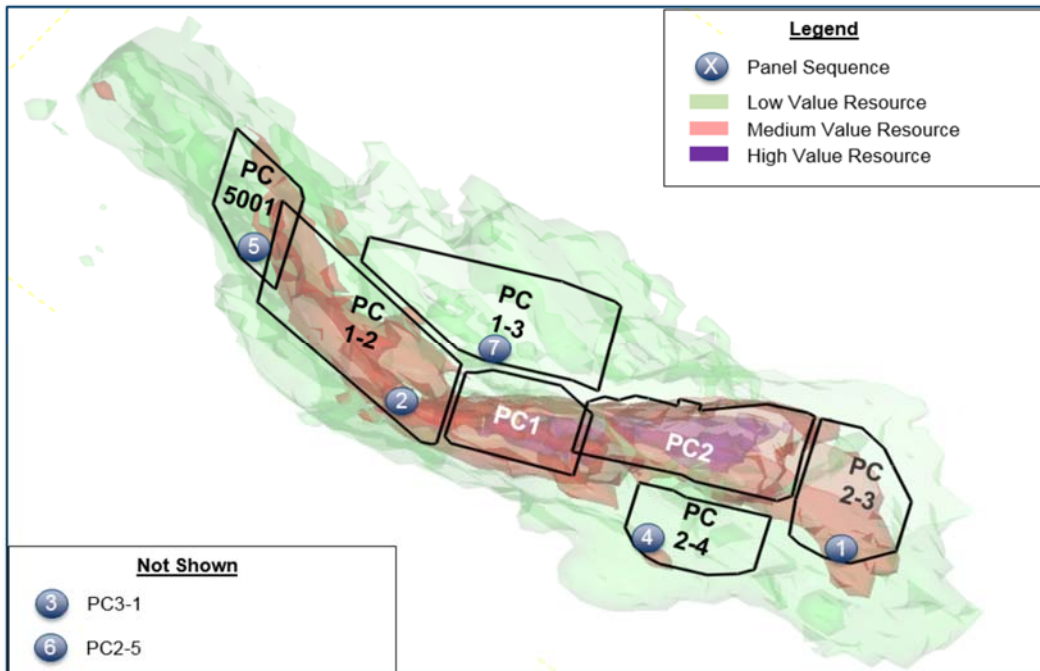 Legend
X Panel Sequence
Low Value Resource
Medium Value Resource
High Value Resource
PC
5001
5
PC
1-2
2
PC
1-3
7
PC1
PC2
PC
2-3
1
PC
2-4
4
Not Shown
3 PC3-1
6 PC2-5